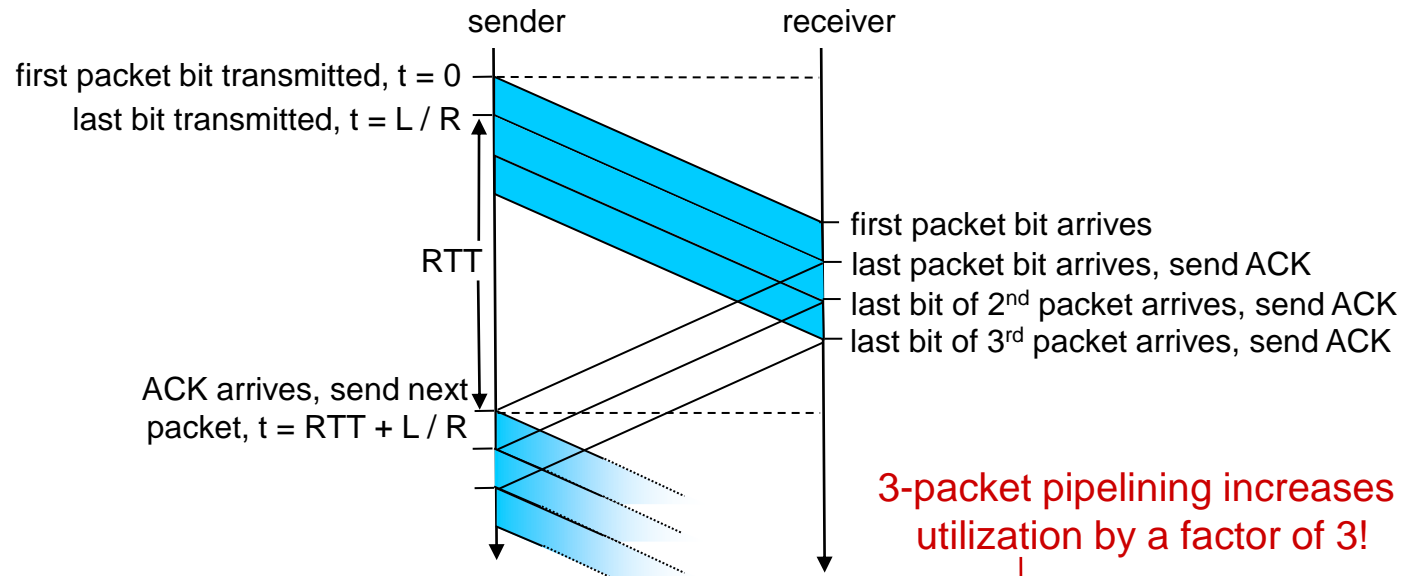 sender
receiver
first packet bit transmitted, t = 0
last bit transmitted, t = L / R
RTT
first packet bit arrives
last packet bit arrives, send ACK
last bit of 2nd packet arrives, send ACK
last bit of 3rd packet arrives, send ACK
ACK arrives, send next
packet, t = RTT + L / R
3-packet pipelining increases
utilization by a factor of 3!